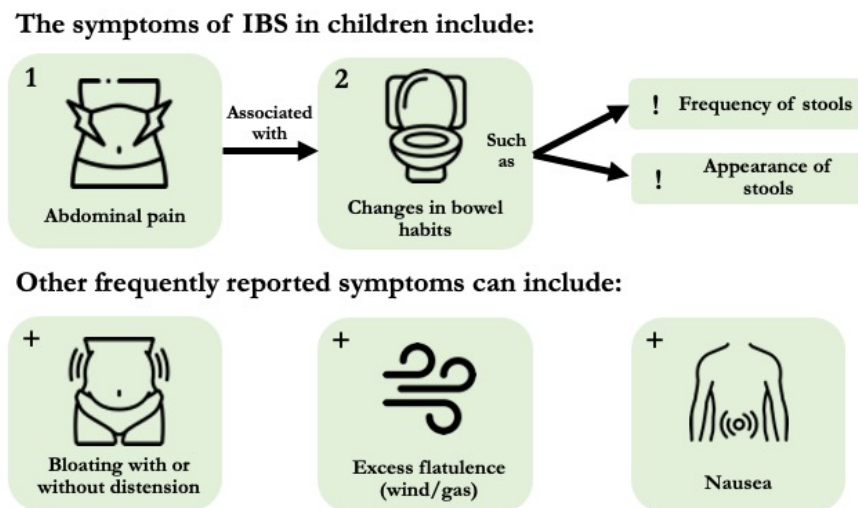 The symptoms of IBS in children include:
1
Abdominal pain
Associated
with
2
Changes in bowel
habits
Such
as
! Frequency of stools
! Appearance of
stools
Other frequently reported symptoms can include:
+
Bloating with or
without distension
+
Excess flatulence
(wind/gas)
+
Nausea